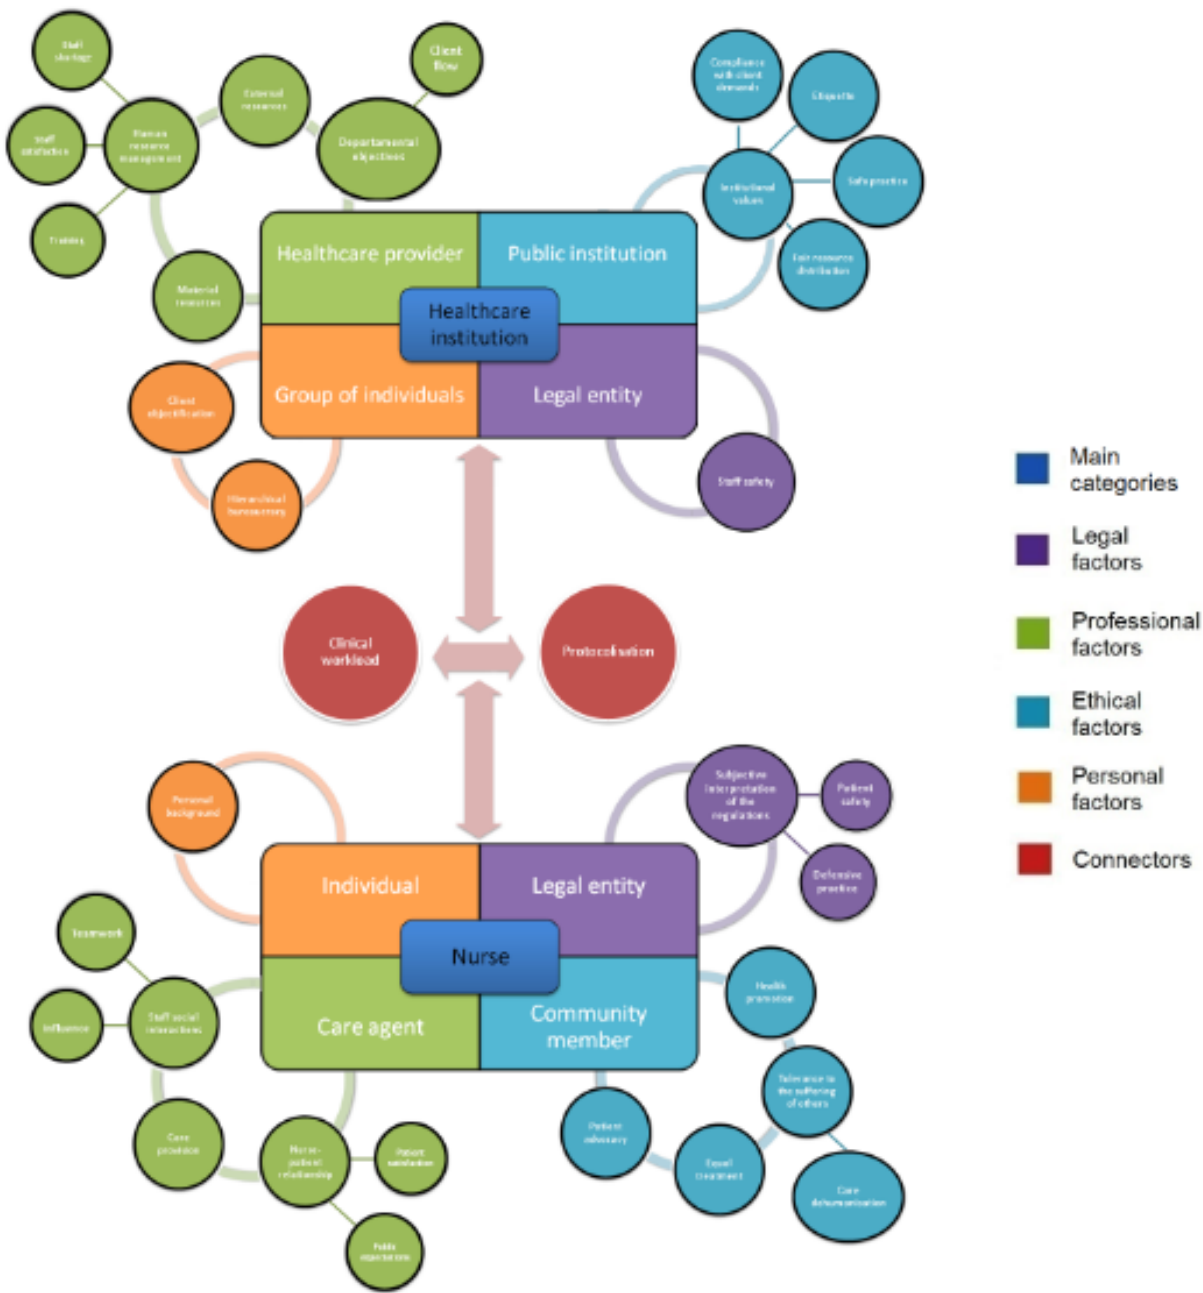 Staff
shortage
External
resources
Client
flow
Staff
satisfaction
Human
resource
management
Departamental
objectives
Training
Material
resources
Compliance
with client
demands
Etiquette
Institutional
values
Safe practice
Fair resource
distribution
Healthcare provider
Public institution
Healthcare
institution
Group of individuals
Legal entity
Client
objectification
Hierarchical
bureaucracy
Staff safety
Clinical
workload
Protocolisation
Main
categories
Legal
factors
Professional
factors
Ethical
factors
Personal
factors
Connectors
Personal
background
Subjective
interpretation
of the
regulations
Patient
safety
Defensive
practice
Individual
Legal entity
Nurse
Care agent
Community
member
Teamwork
Influence
Staff social
interactions
Care
provision
Nurse-
patient
relationship
Patient
satisfaction
Public
expectations
Health
promotion
Tolerance to
the suffering
of others
Patient
advocacy
Equal
treatment
Care
dehumanisation